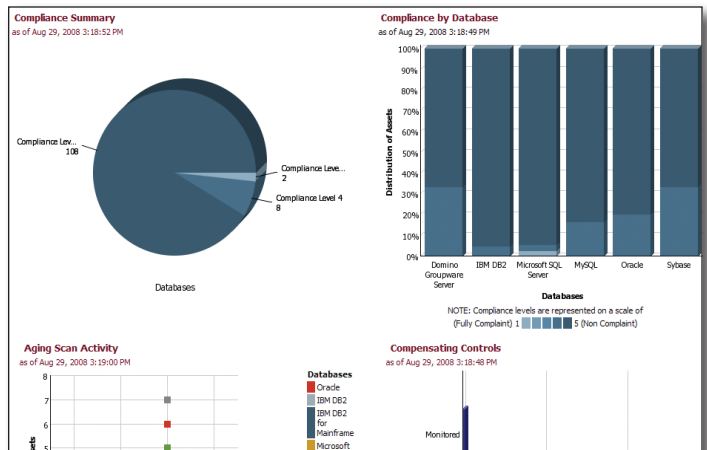 Compliance Summary
as of Aug 29, 2008 3:18:52 PM
Compliance Lev...
108
Compliance Leve...
2
Compliance Level 4
8
Databases
Compliance by Database
as of Aug 29, 2008 3:18:49 PM
100%
90%
80%
70%
60%
50%
40%
30%
20%
10%
0%
Distribution of Assets
Domino
Groupware
Server
IBM DB2
Microsoft SQL
Server
MySQL
Oracle
Sybase
Databases
NOTE: Compliance levels are represented on a scale of
(Fully Complaint) 1 5 (Non Complaint)
Aging Scan Activity
as of Aug 29, 2008 3:19:00 PM
8
7
6
5
Databases
Oracle
IBM DB2
IBM DB2
for
Mainframe
Microsoft
Compensating Controls
as of Aug 29, 2008 3:18:48 PM
Monitored